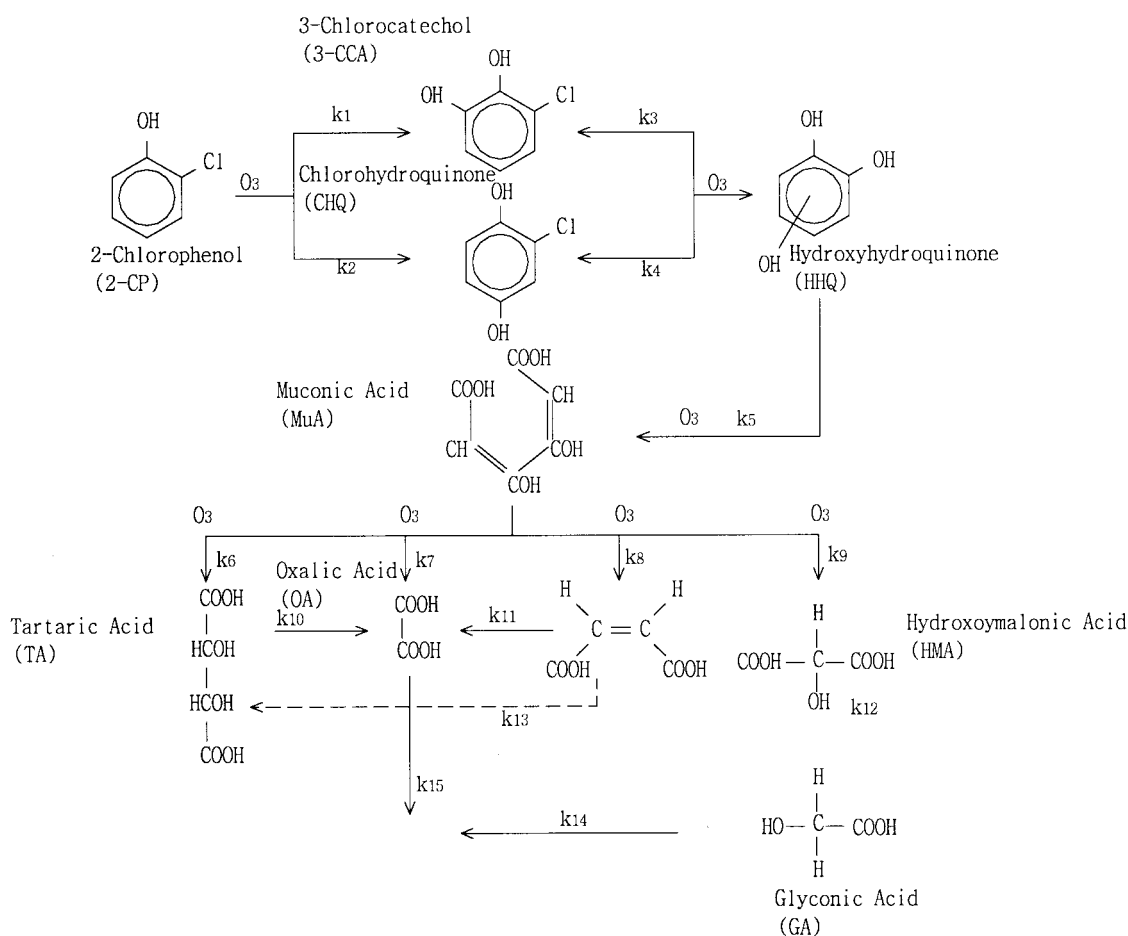 3-Chlorocatechol
(3-CCA)
OH
OH
Cl
k1
k3
OH
Cl
O3
2-Chlorophenol
(2-CP)
Chlorohydroquinone
(CHQ)
OH
Cl
OH
k2
k4
O3
OH
OH
OH
Hydroxyhydroquinone
(HHQ)
Muconic Acid
(MuA)
COOH
COOH
CH
CH
COH
COH
O3 k5
O3 O3 O3 O3
k6 k7 k8 k9
Oxalic Acid
(OA)
Tartaric Acid
(TA)
COOH
HCOH
HCOH
COOH
k10
COOH
COOH
k11
H H
C C
COOH COOH
Hydroxoymalonic Acid
(HMA)
H
COOH C COOH
OH
k12
k13
k15
k14
H
HO C COOH
H
Glyconic Acid
(GA)